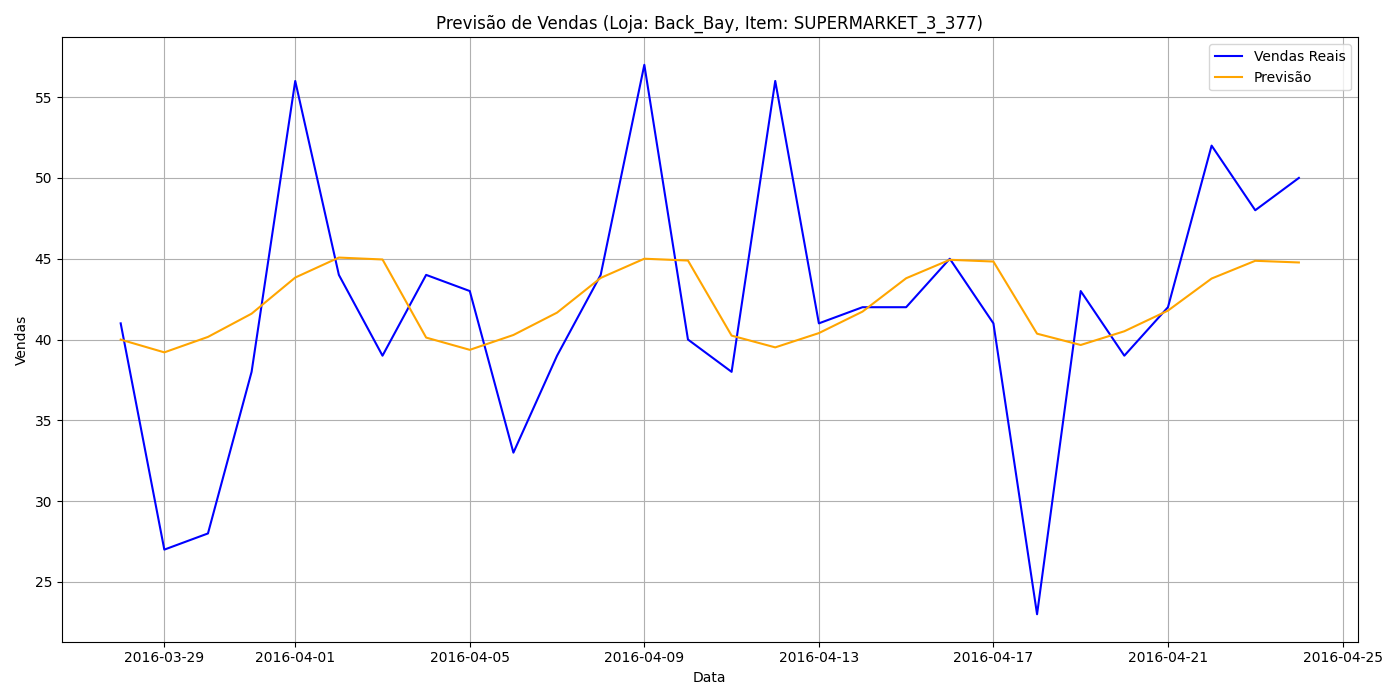 Previsão de Vendas (Loja: Back_Bay, Item: SUPERMARKET_3_377)
Vendas Reais
Previsão
55
50
45
40
35
30
25
Vendas
2016-03-29 2016-04-01 2016-04-05 2016-04-09 2016-04-13 2016-04-17 2016-04-21 2016-04-25
Data